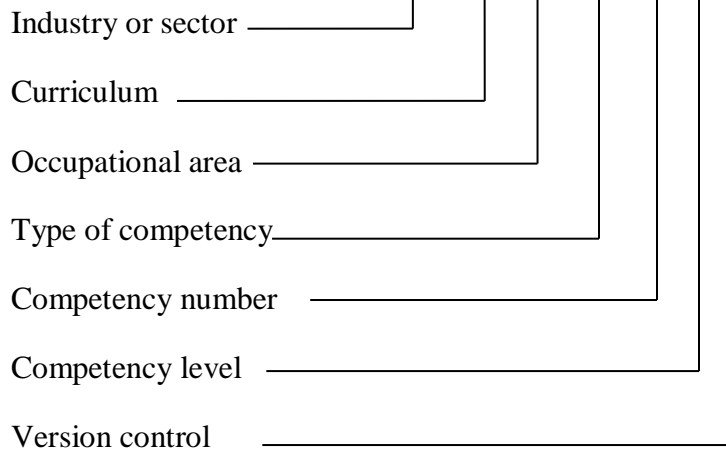 Industry or sector
Curriculum
Occupational area
Type of competency
Competency number
Competency level
Version control